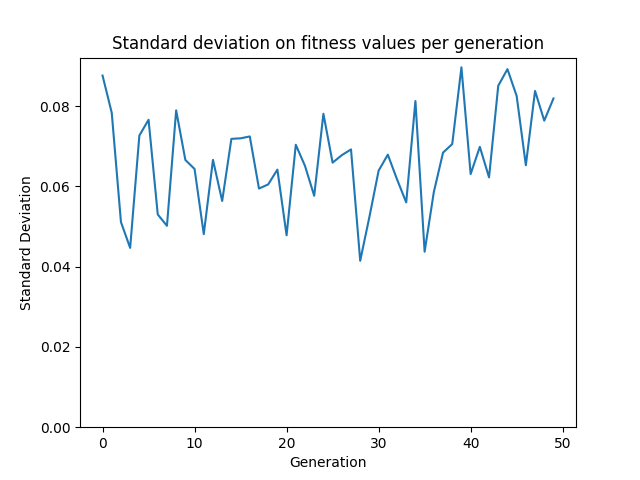 Standard deviation on fitness values per generation
Standard Deviation
0.08
0.06
0.04
0.02
0.00
0 10 20 30 40 50
Generation